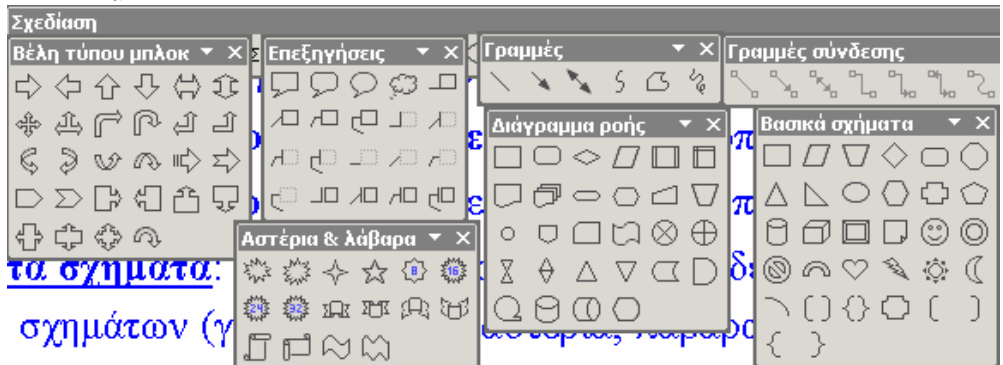 Σχεδίαση
Βέλη τύπου μπλοκ
Επεξηγήσεις
Γραμμές
Γραμμές σύνδεσης
Διάγραμμα ροής
Βασικά σχήματα
Αστέρια & λάβαρα
8
16
24
32
τα σχήματα:
σχημάτων (γ